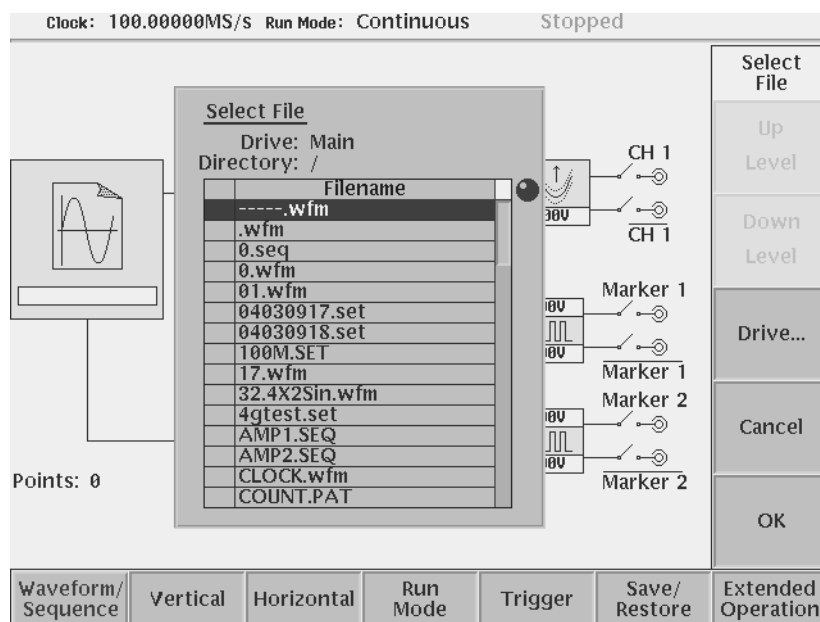 Clock: 100.00000MS/s Run Mode: Continuous Stopped
Select File
Drive: Main
Directory: /
Filename
-----.wfm
.wfm
0.seq
0.wfm
01.wfm
04030917.set
04030918.set
100M.SET
17.wfm
32.4X2Sin.wfm
4gtest.set
AMP1.SEQ
AMP2.SEQ
CLOCK.wfm
COUNT.PAT
CH 1
CH 1
Marker 1
Marker 1
Marker 2
Marker 2
Points: 0
Select
File
Up
Level
Down
Level
Drive...
Cancel
OK
Waveform/
Sequence
Vertical
Horizontal
Run
Mode
Trigger
Save/
Restore
Extended
Operation